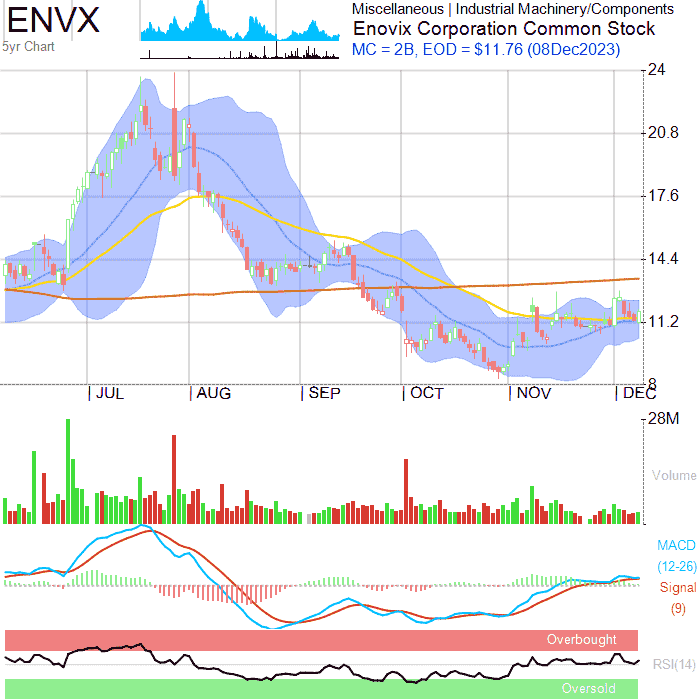 ENVX
5yr Chart
Miscellaneous | Industrial Machinery/Components
Enovix Corporation Common Stock
MC = 2B, EOD = $11.76 (08Dec2023)
24
20.8
17.6
14.4
11.2
8
JUL
AUG
SEP
OCT
NOV
DEC
28M
Volume
MACD
(12-26)
Signal
(9)
Overbought
RSI(14)
Oversold